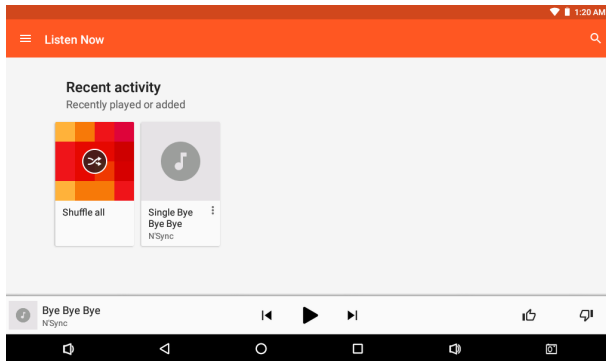 1:20 AM
Listen Now
Recent activity
Recently played or added
Shuffle all
Single Bye
Bye Bye
N'Sync
Bye Bye Bye
N'Sync